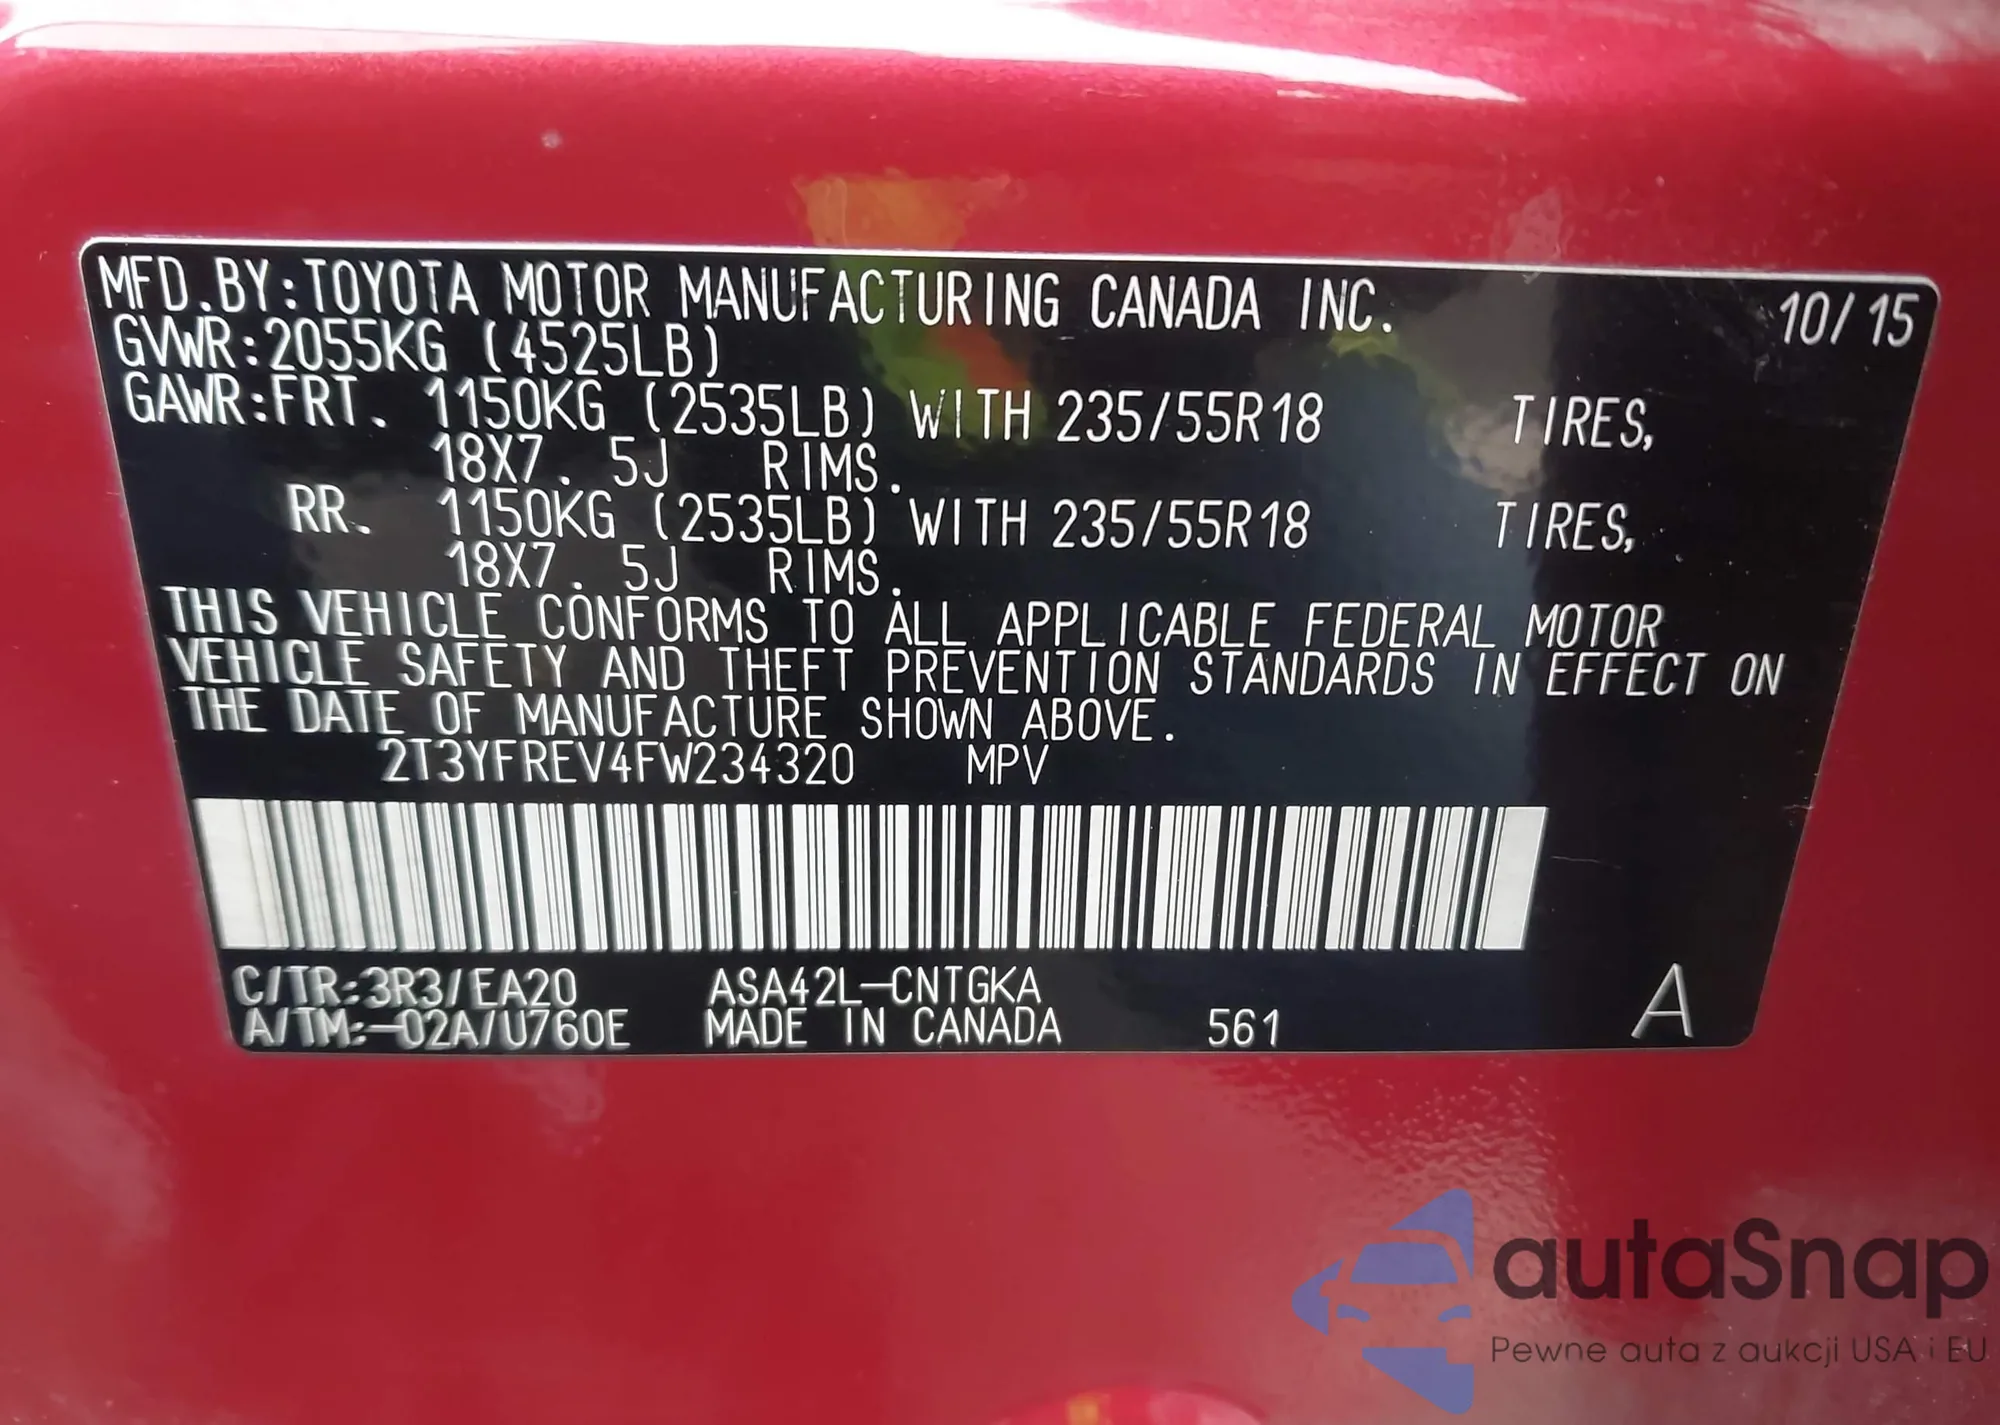 MFD.BY:TOYOTA MOTOR MANUFACTURING CANADA INC. 10/15
GVWR:2055KG (4525LB)
GAWR:FRT. 1150KG (2535LB) WITH 235/55R18 TIRES,
18X7.5J RIMS.
RR. 1150KG (2535LB) WITH 235/55R18 TIRES,
18X7.5J RIMS.
THIS VEHICLE CONFORMS TO ALL APPLICABLE FEDERAL MOTOR
VEHICLE SAFETY AND THEFT PREVENTION STANDARDS IN EFFECT ON
THE DATE OF MANUFACTURE SHOWN ABOVE.
2T3YFREV4FW234320 MPV
C/TR:3R3/EA20 ASA42L-CNTGKA A
A/TM:-02A/U760E MADE IN CANADA 561
autaSnap
Pewne auta z aukcji USA i EU